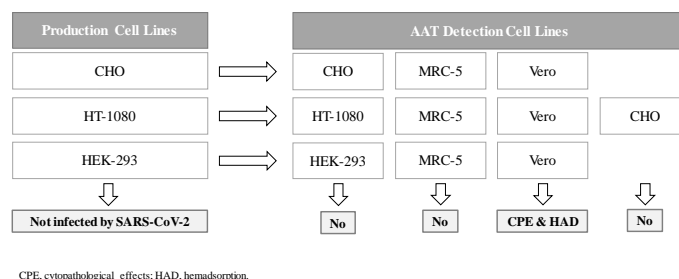 Production Cell Lines
AAT Detection Cell Lines
CHO
CHO
MRC-5
Vero
HT-1080
HT-1080
MRC-5
Vero
CHO
HEK-293
HEK-293
MRC-5
Vero
Not infected by SARS-CoV-2
No
No
CPE & HAD
No
CPE, cytopathological effects; HAD, hemadsorption.